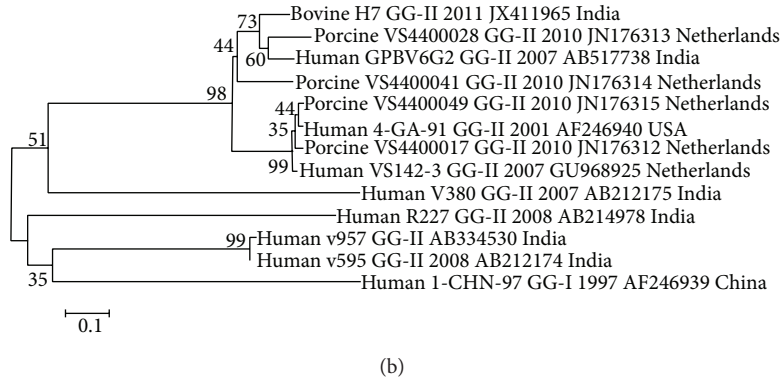 Bovine H7 GG-II 2011 JX411965 India
73
Porcine VS4400028 GG-II 2010 JN176313 Netherlands
44
60
Human GPBV6G2 GG-II 2007 AB517738 India
Porcine VS4400041 GG-II 2010 JN176314 Netherlands
98
44
Porcine VS4400049 GG-II 2010 JN176315 Netherlands
35
Human 4-GA-91 GG-II 2001 AF246940 USA
51
Porcine VS4400017 GG-II 2010 JN176312 Netherlands
99
Human VS142-3 GG-II 2007 GU968925 Netherlands
Human V380 GG-II 2007 AB212175 India
Human R227 GG-II 2008 AB214978 India
99
Human v957 GG-II AB334530 India
Human v595 GG-II 2008 AB212174 India
35
Human 1-CHN-97 GG-I 1997 AF246939 China
0.1
(b)